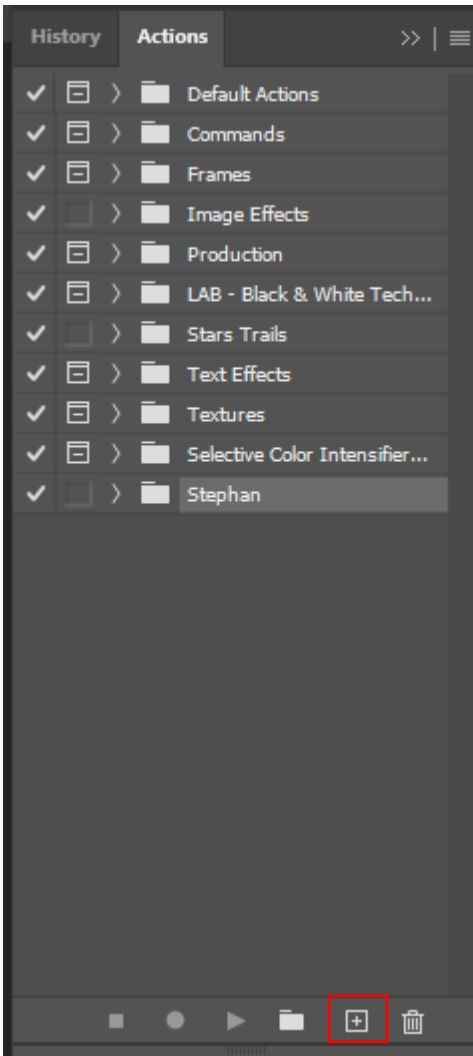 History Actions
Default Actions
Commands
Frames
Image Effects
Production
LAB - Black & White Tech...
Stars Trails
Text Effects
Textures
Selective Color Intensifier...
Stephan